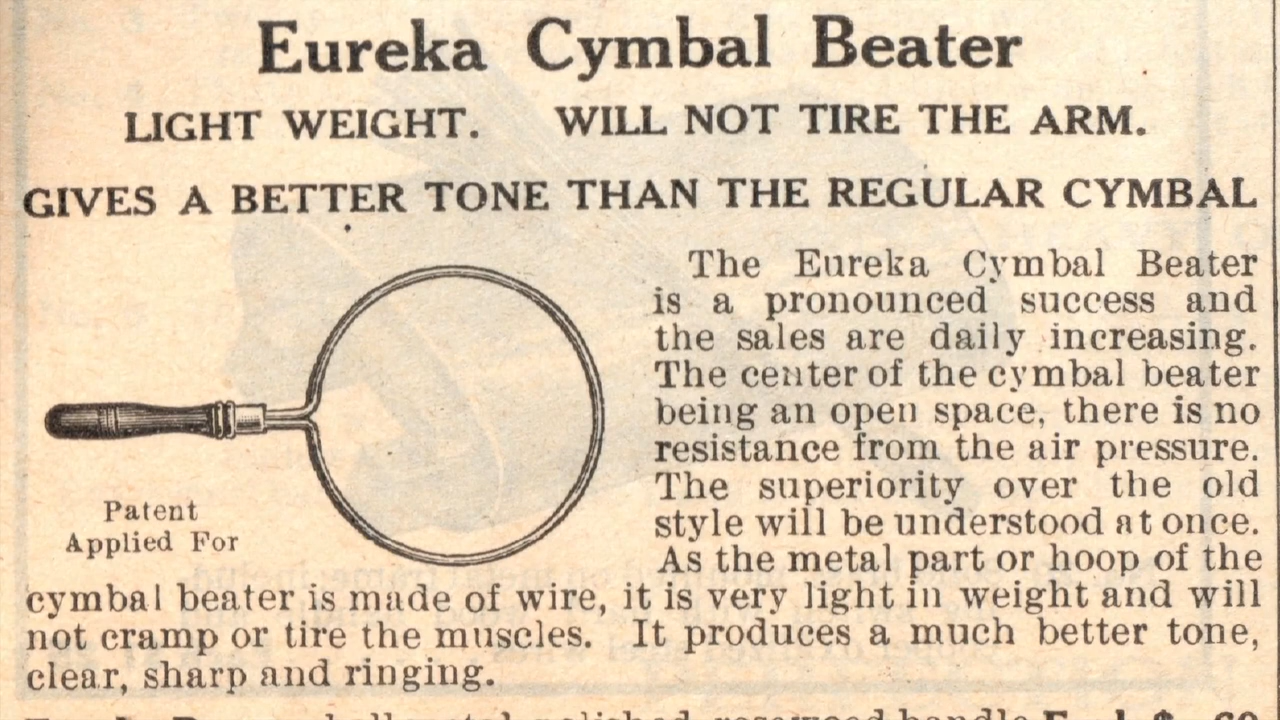 Eureka Cymbal Beater
LIGHT WEIGHT. WILL NOT TIRE THE ARM.
GIVES A BETTER TONE THAN THE REGULAR CYMBAL
The Eureka Cymbal Beater
is a pronounced success and
the sales are daily increasing.
The center of the cymbal beater
being an open space, there is no
resistance from the air pressure.
The superiority over the old
style will be understood at once.
Patent
Applied For
As the metal part or hoop of the
cymbal beater is made of wire, it is very light in weight and will
not cramp or tire the muscles. It produces a much better tone,
clear, sharp and ringing.
polished, rosewood handle